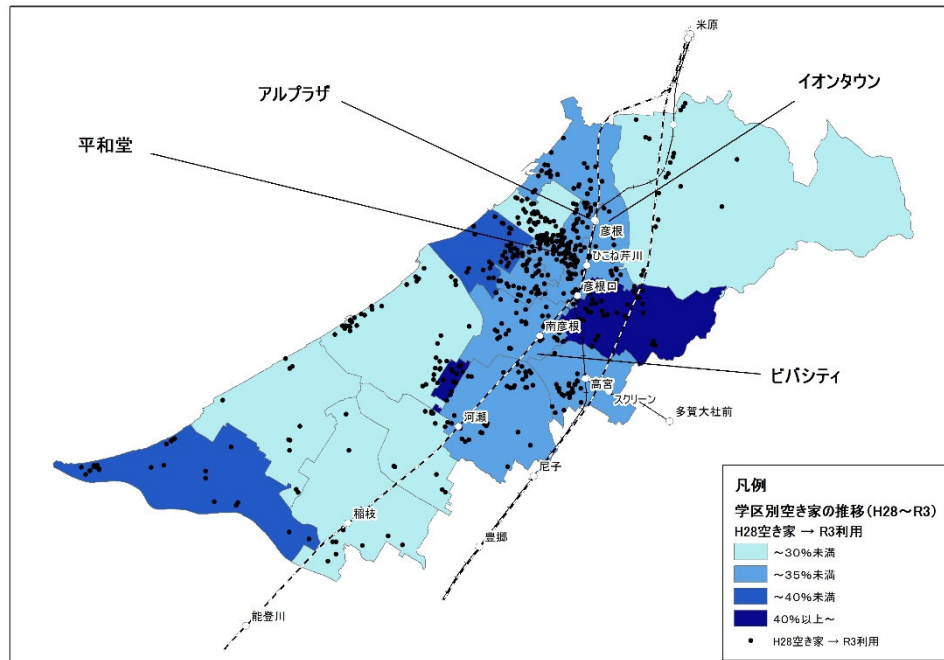 米原
アルプラザ
イオンタウン
平和堂
彦根
ひこね芹川
彦根口
南彦根
ビバシティ
高宮
スクリーン
多賀大社前
河瀬
尼子
稲枝
豊郷
能登川
凡例
学区別空き家の推移(H28～R3)
H28空き家 → R3利用
～30%未満
～35%未満
～40%未満
40%以上～
H28空き家 → R3利用